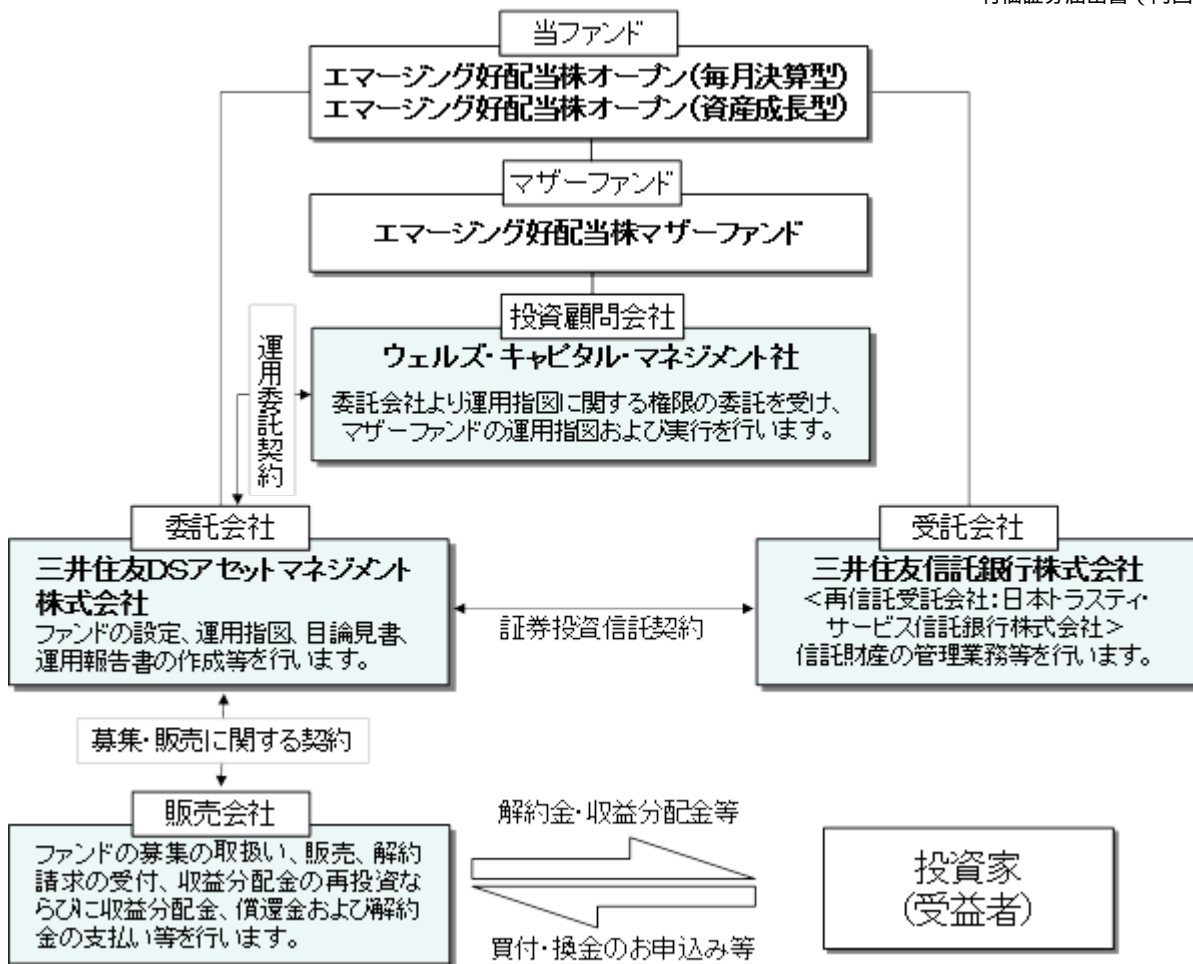 当ファンド
エマージング好配当株オープン(毎月決算型)
エマージング好配当株オープン(資産成長型)
マザーファンド
エマージング好配当株マザーファンド
投資顧問会社
ウェルズ・キャピタル・マネジメント社
委託会社より運用指図に関する権限の委託を受け、
マザーファンドの運用指図および実行を行います。
運用委託契約
委託会社
三井住友DSアセットマネジメント
株式会社
ファンドの設定、運用指図、目論見書、
運用報告書の作成等を行います。
証券投資信託契約
受託会社
三井住友信託銀行株式会社
<再信託受託会社:日本トラスティ・
サービス信託銀行株式会社>
信託財産の管理業務等を行います。
募集・販売に関する契約
販売会社
ファンドの募集の取扱い、販売、解約
請求の受付、収益分配金の再投資な
らびに収益分配金、償還金および解約
金の支払い等を行います。
解約金・収益分配金等
買付・換金のお申込み等
投資家
(受益者)